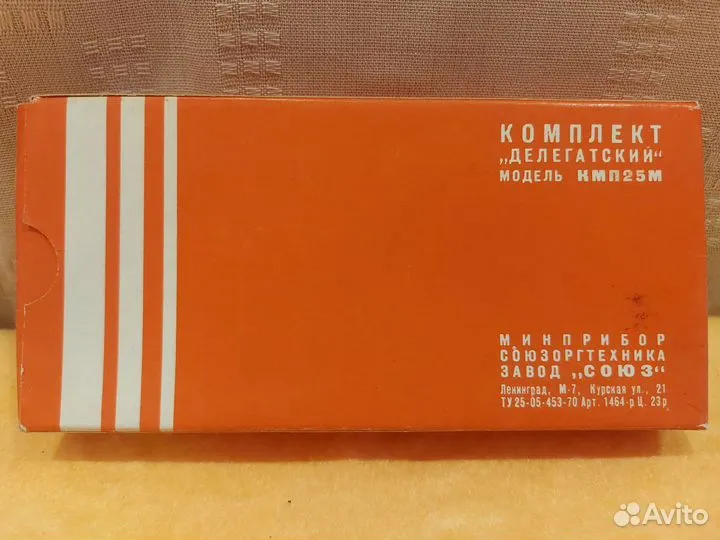 КОМПЛЕКТ
„ДЕЛЕГАТСКИЙ“
МОДЕЛЬ КМП25М
МИНПРИБОР
СОЮЗОРГТЕХНИКА
ЗАВОД „СОЮЗ“
Ленинград, М-7, Курская ул., 21
ТУ 25-05-453-70 Арт. 1464-р Ц. 23р
Avito